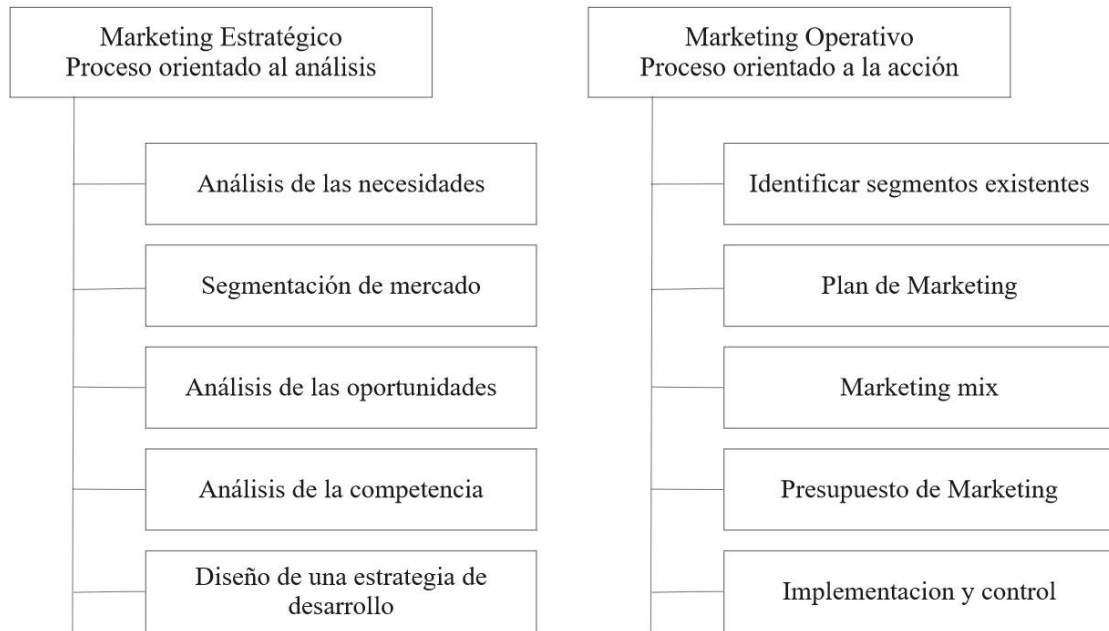 Marketing Estratégico
Proceso orientado al análisis
Análisis de las necesidades
Segmentación de mercado
Análisis de las oportunidades
Análisis de la competencia
Diseño de una estrategia de
desarrollo
Marketing Operativo
Proceso orientado a la acción
Identificar segmentos existentes
Plan de Marketing
Marketing mix
Presupuesto de Marketing
Implementacion y control